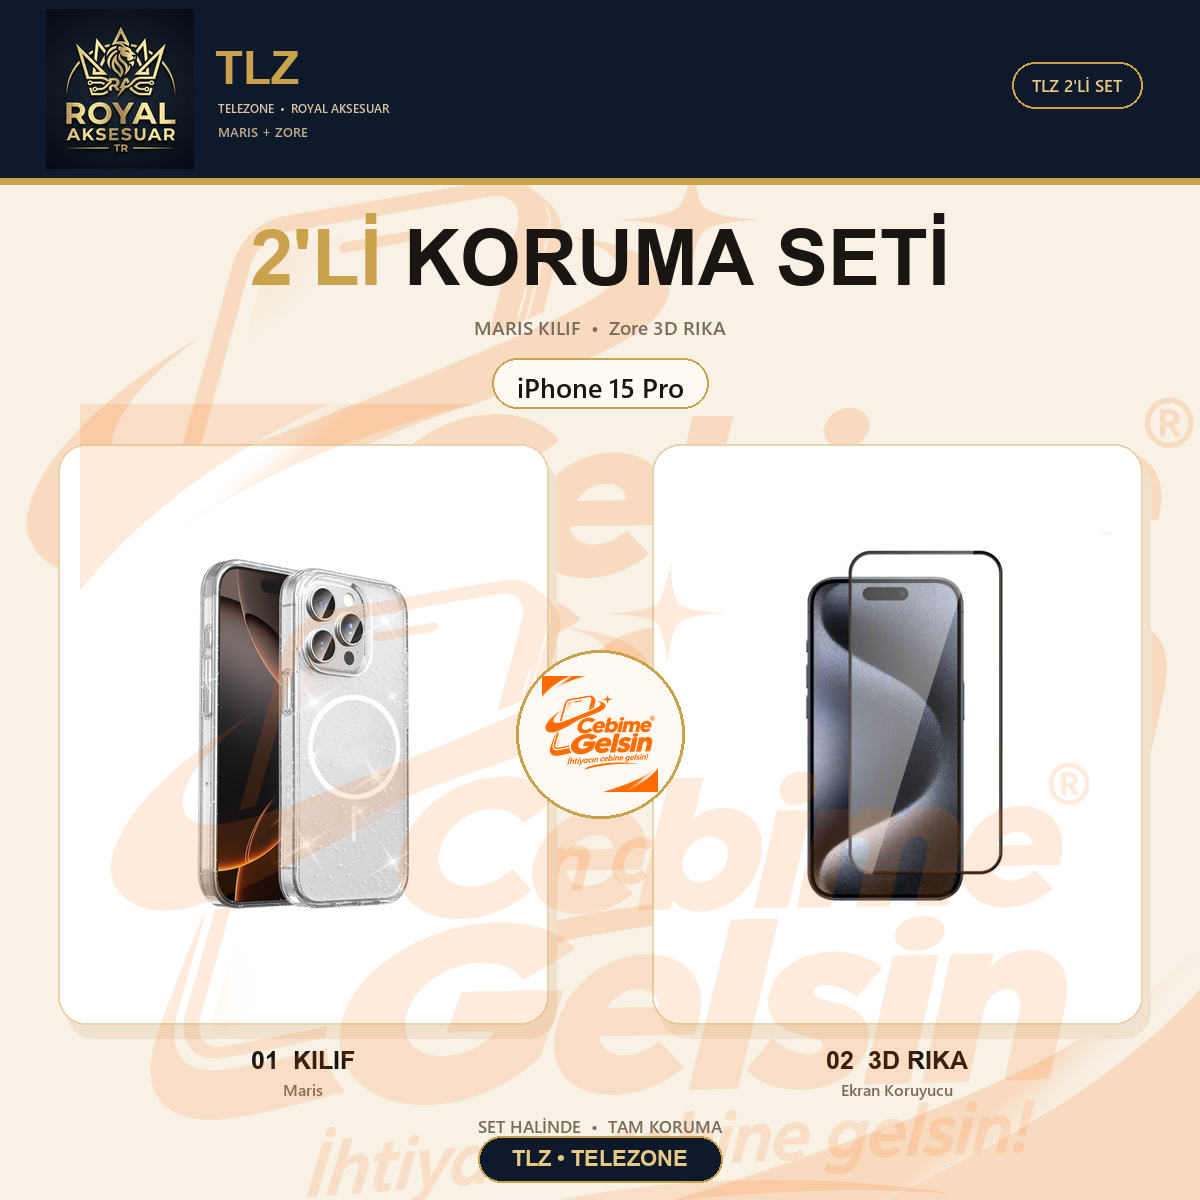 ROYAL
AKSESUAR
TR
TLZ
TELEZONE • ROYAL AKSESUAR
MARIS + ZORE
TLZ 2'Lİ SET
2'Lİ KORUMA SETİ
MARIS KILIF • Zore 3D RIKA
iPhone 15 Pro
Cebime
Gelsin
İhtiyacın cebine gelsin!
Cebime
Gelsin
®
01 KILIF
Maris
02 3D RIKA
Ekran Koruyucu
SET HALİNDE • TAM KORUMA
TLZ • TELEZONE